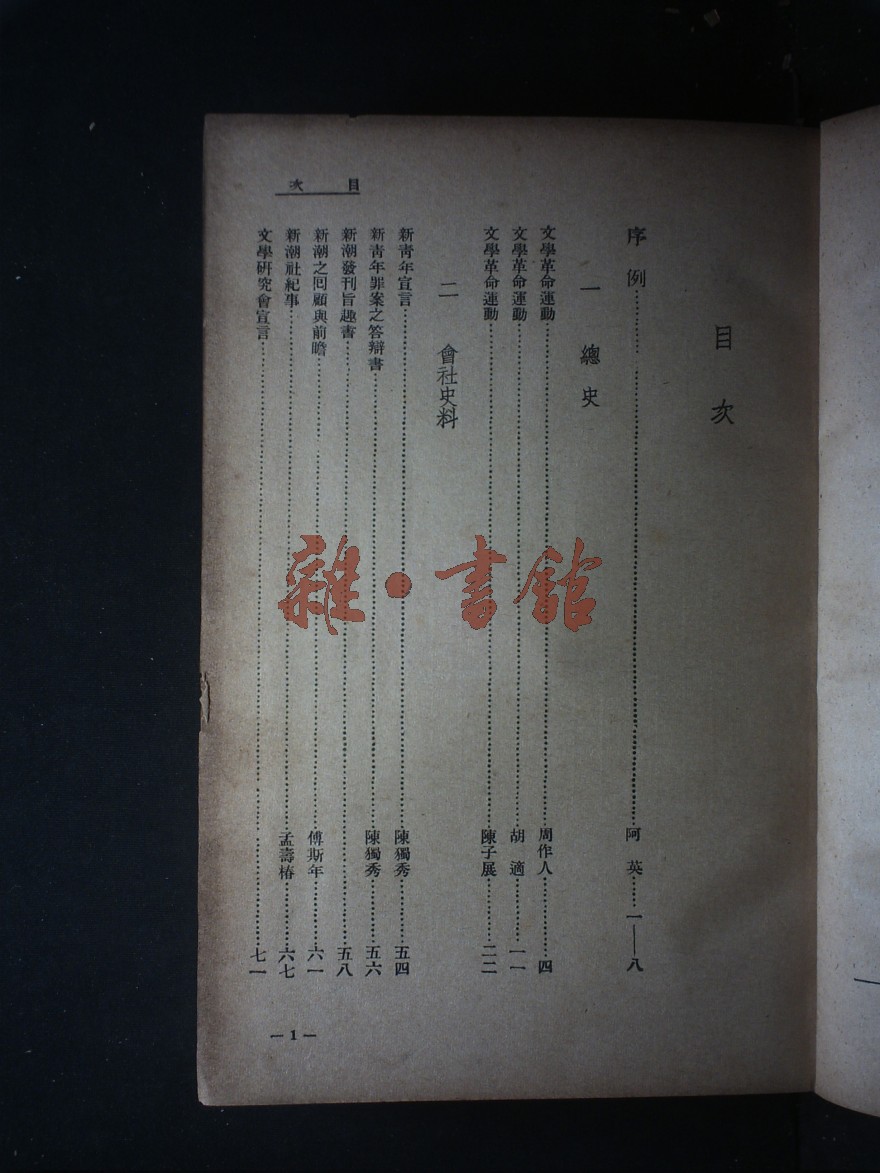 目次
目次
序例……阿英……一——八
一 總史
文學革命運動……周作人……四
文學革命運動……胡適……一一
文學革命運動……陳子展……二二
二 會社史料
新靑年宣言……陳獨秀……五四
新靑年罪案之答辯書……陳獨秀……五六
新潮發刊旨趣書……五八
新潮之囘顧與前瞻……傅斯年……六一
新潮社紀事……孟壽椿……六七
文學硏究會宣言……七一
—1—
雜·書館